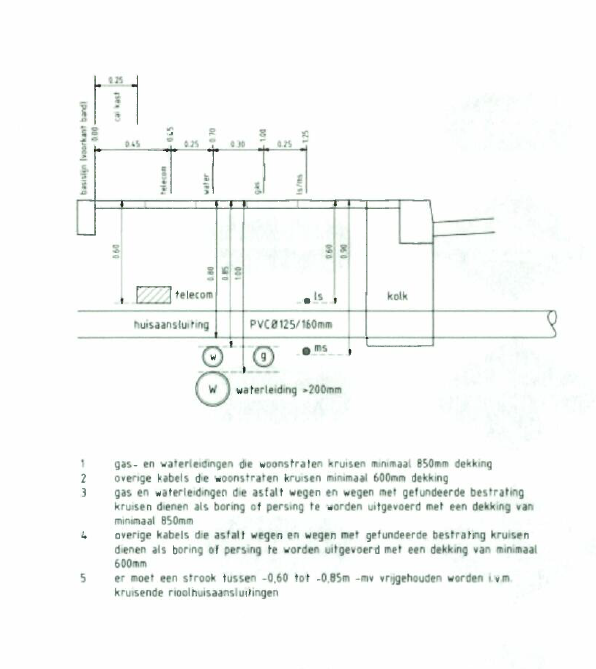 0.25
cai kast
basislijn (voorkant band)
0.00
0.45
0.45
0.25
0.70
0.30
1.00
0.25
1.25
telecom
water
gas
ls/ms
0.60
0.80
0.85
1.00
0.60
0.90
telecom
ls
kolk
huisaansluiting
PVCØ125/160mm
w
g
ms
W
waterleiding >200mm
1 gas- en waterleidingen die woonstraten kruisen minimaal 850mm dekking
2 overige kabels die woonstraten kruisen minimaal 600mm dekking
3 gas en waterleidingen die asfalt wegen en wegen met gefundeerde bestrating
kruisen dienen als boring of persing te worden uitgevoerd met een dekking van
minimaal 850mm
4 overige kabels die asfalt wegen en wegen met gefundeerde bestrating kruisen
dienen als boring of persing te worden uitgevoerd met een dekking van minimaal
600mm
5 er moet een strook tussen -0,60 tot -0,85m -mv vrijgehouden worden i.v.m.
kruisende rioolhuisaansluitingen